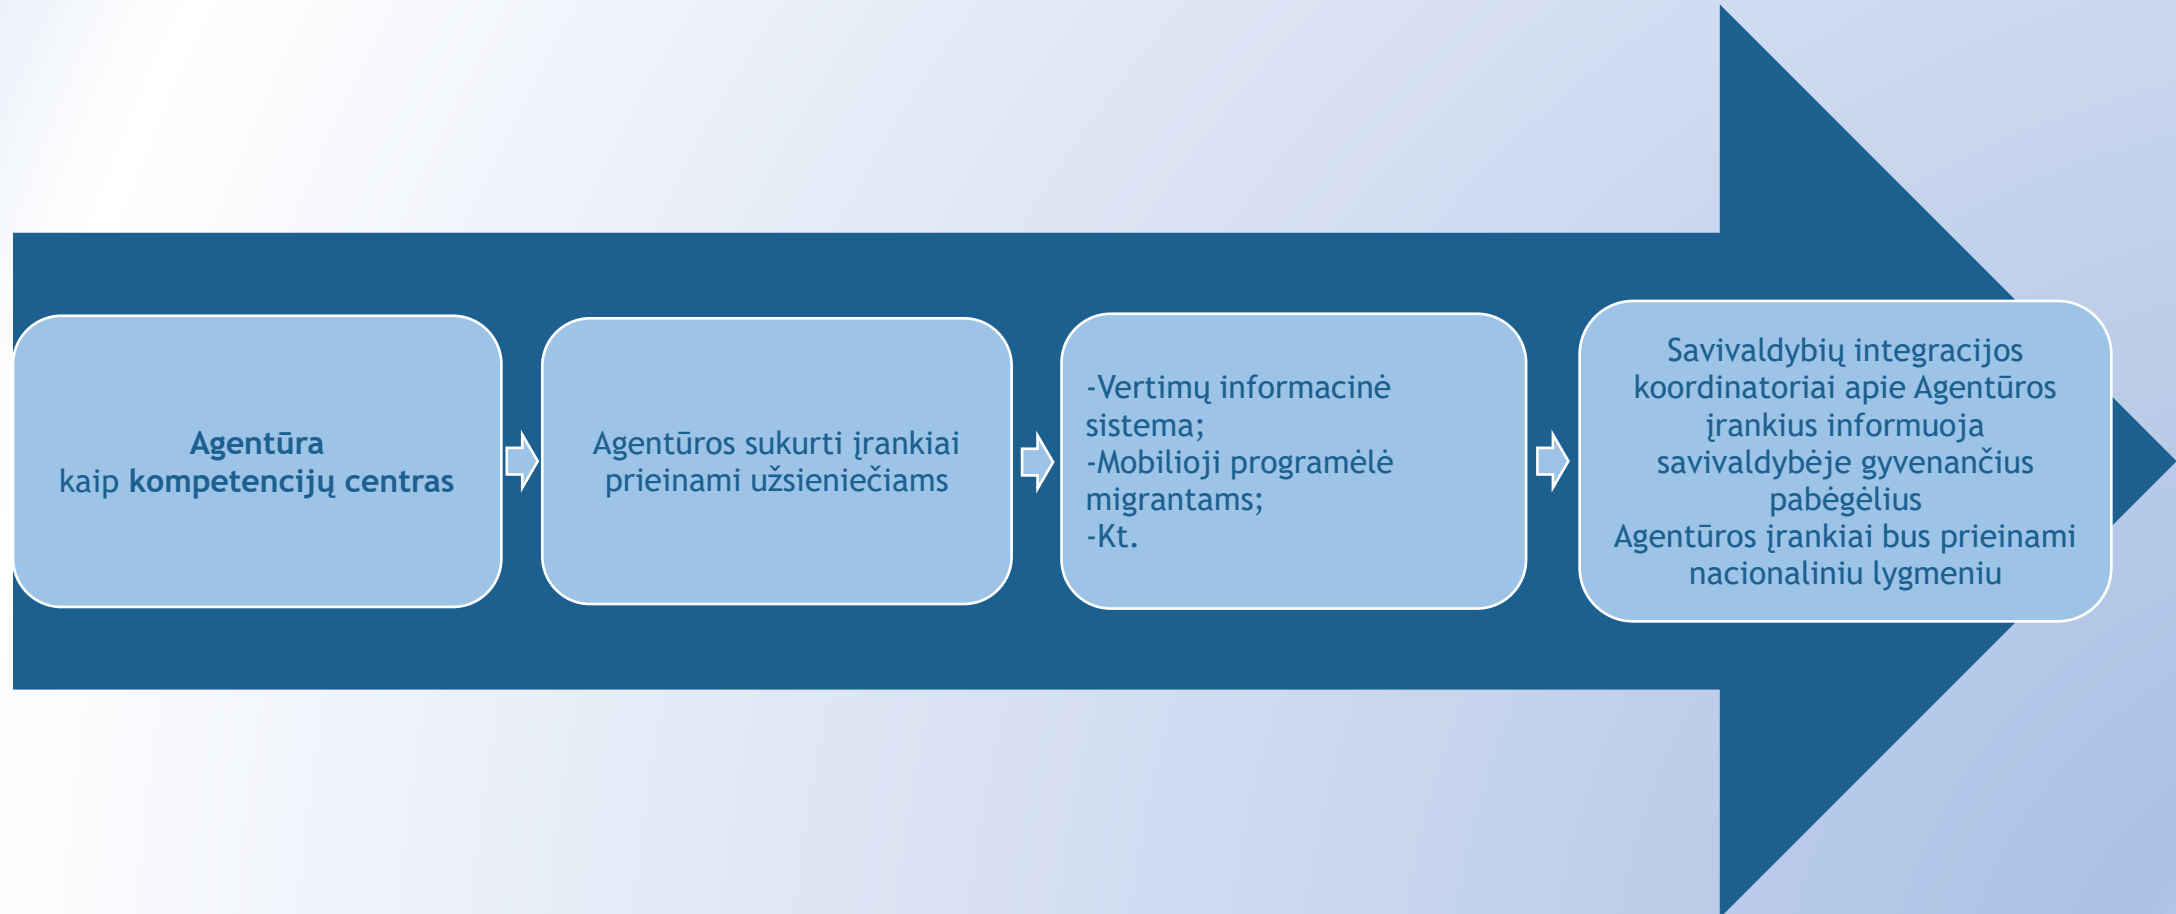 Agentūra
kaip kompetencijų centras
Agentūros sukurti įrankiai
prieinami užsieniečiams
-Vertimų informacinė
sistema;
-Mobilioji programėlė
migrantams;
-Kt.
Savivaldybių integracijos
koordinatoriai apie Agentūros
įrankius informuoja
savivaldybėje gyvenančius
pabėgėlius
Agentūros įrankiai bus prieinami
nacionaliniu lygmeniu